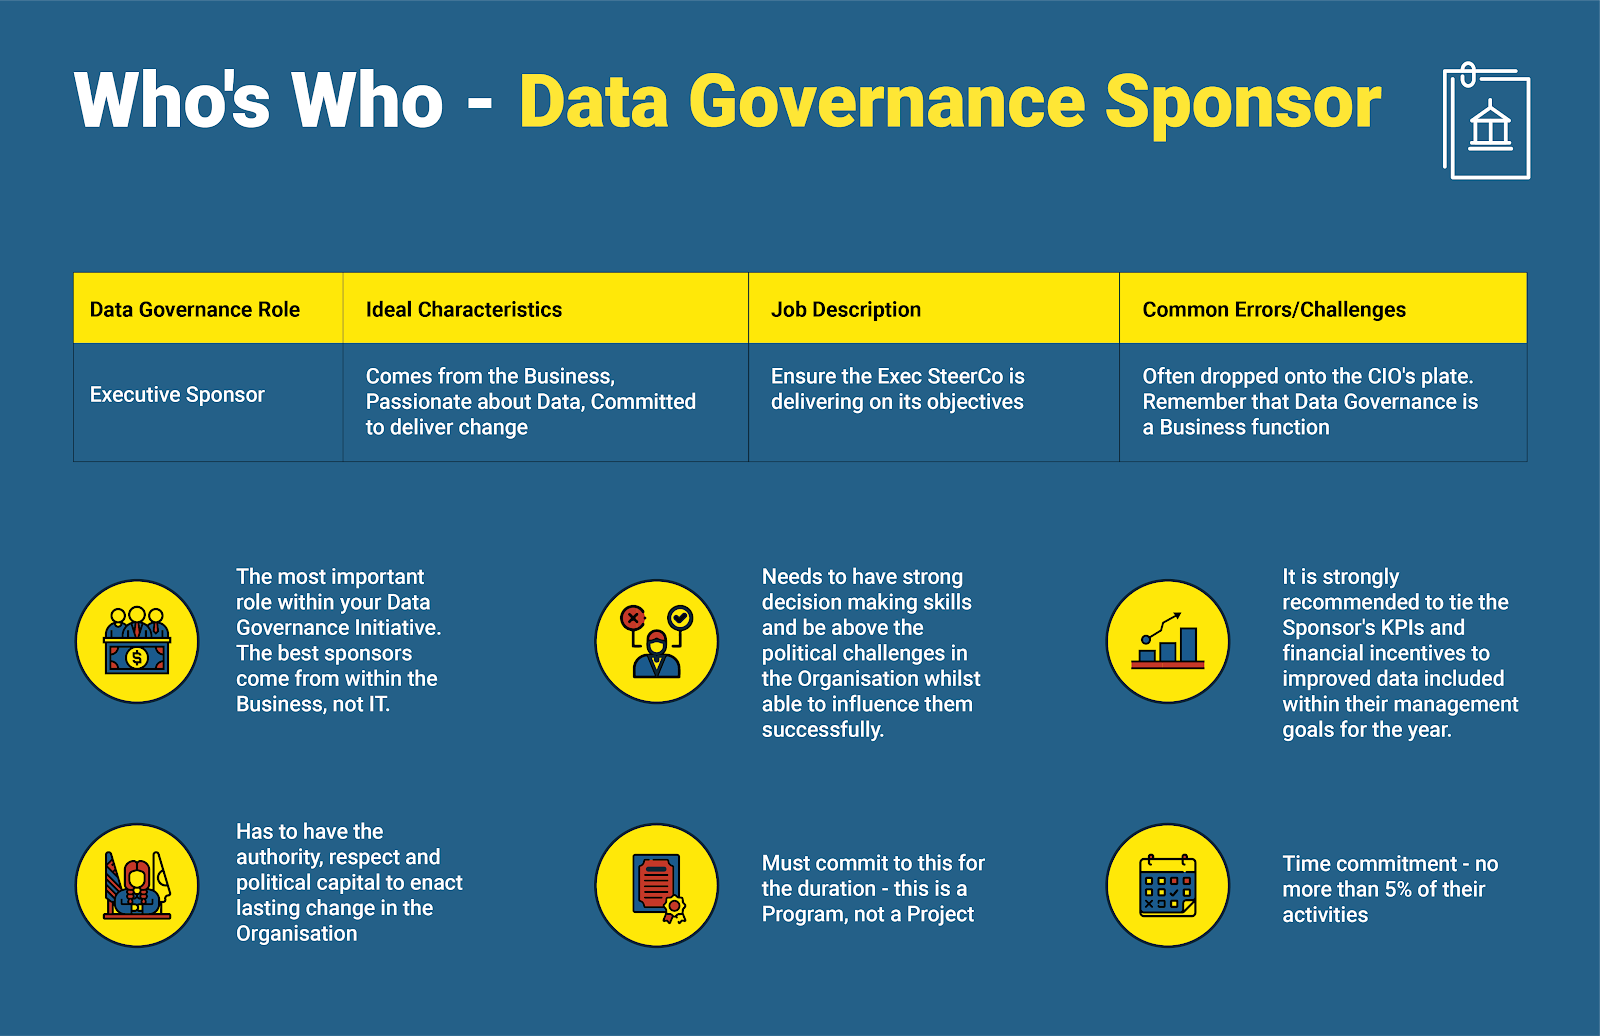 Who's Who - Data Governance Sponsor
Data Governance Role
Ideal Characteristics
Job Description
Common Errors/Challenges
Executive Sponsor
Comes from the Business,
Passionate about Data, Committed
to deliver change
Ensure the Exec SteerCo is
delivering on its objectives
Often dropped onto the CIO's plate.
Remember that Data Governance is
a Business function
The most important
role within your Data
Governance Initiative.
The best sponsors
come from within the
Business, not IT.
Needs to have strong
decision making skills
and be above the
political challenges in
the Organisation whilst
able to influence them
successfully.
It is strongly
recommended to tie the
Sponsor's KPIs and
financial incentives to
improved data included
within their management
goals for the year.
Has to have the
authority, respect and
political capital to enact
lasting change in the
Organisation
Must commit to this for
the duration - this is a
Program, not a Project
Time commitment - no
more than 5% of their
activities